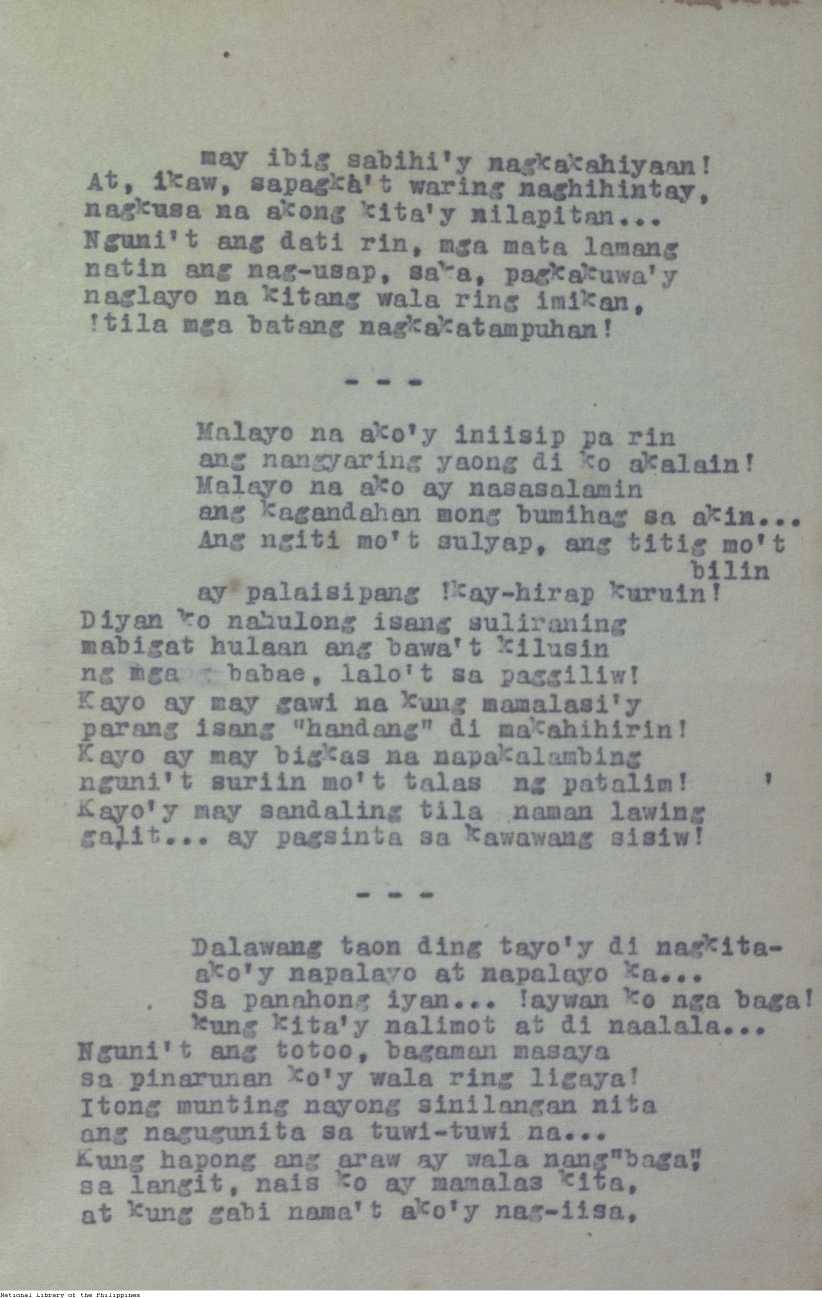 may ibig sabihi'y nagkakahiyaan!
At, ikaw, sapagka't waring naghihintay,
nagkusa na akong kita'y nilapitan...
Nguni't ang dati rin, mga mata lamang
natin ang nag-usap, saka, pagkakuwa'y
naglayo na kitang wala ring imikan,
!tila mga batang nagkakatampuhan!
- - -
Malayo na ako'y iniisip pa rin
ang nangyaring yaong di ko akalain!
Malayo na ako ay nasasalamin
ang kagandahan mong bumihag sa akin...
Ang ngiti mo't sulyap, ang titig mo't
bilin
ay palaisipang !kay-hirap kuruin!
Diyan ko nahulong isang suliraning
mabigat hulaan ang bawa't kilusin
ng mga babae, lalo't sa paggiliw!
Kayo ay may gawi na kung mamalasi'y
parang isang "handang" di makahihirin!
Kayo ay may bigkas na napakalambing
nguni't suriin mo't talas ng patalim! '
Kayo'y may sandaling tila naman lawing
galit... ay pagsinta sa kawawang sisiw!
- - -
Dalawang taon ding tayo'y di nagkita-
ako'y napalayo at napalayo ka...
Sa panahong iyan... !aywan ko nga baga!
kung kita'y nalimot at di naalala...
Nguni't ang totoo, bagaman masaya
sa pinarunan ko'y wala ring ligaya!
Itong munting nayong sinilangan nita
ang nagugunita sa tuwi-tuwi na...
Kung hapong ang araw ay wala nang"baga",
sa langit, nais ko ay mamalas kita,
at kung gabi nama't ako'y nag-iisa,
National Library of the Philippines